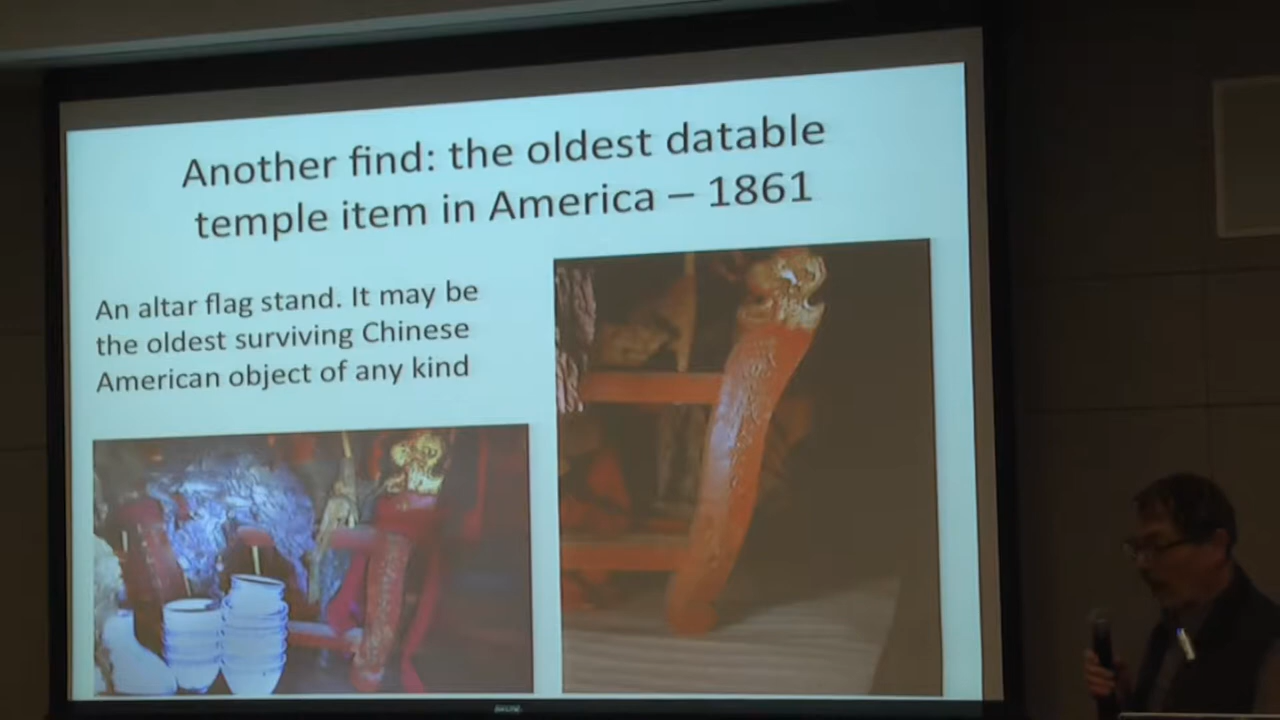 Another find: the oldest datable
temple item in America – 1861
An altar flag stand. It may be
the oldest surviving Chinese
American object of any kind